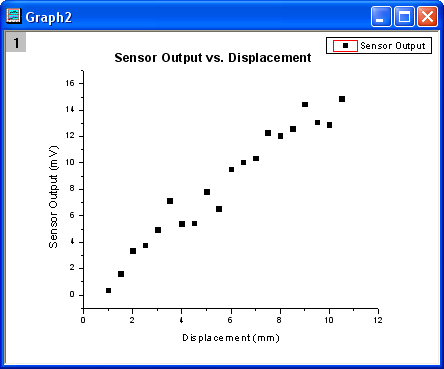 Graph2
1
Sensor Output
Sensor Output vs. Displacement
16
14
12
10
8
6
4
2
0
Sensor Output (mV)
0 2 4 6 8 10 12
Displacement (mm)